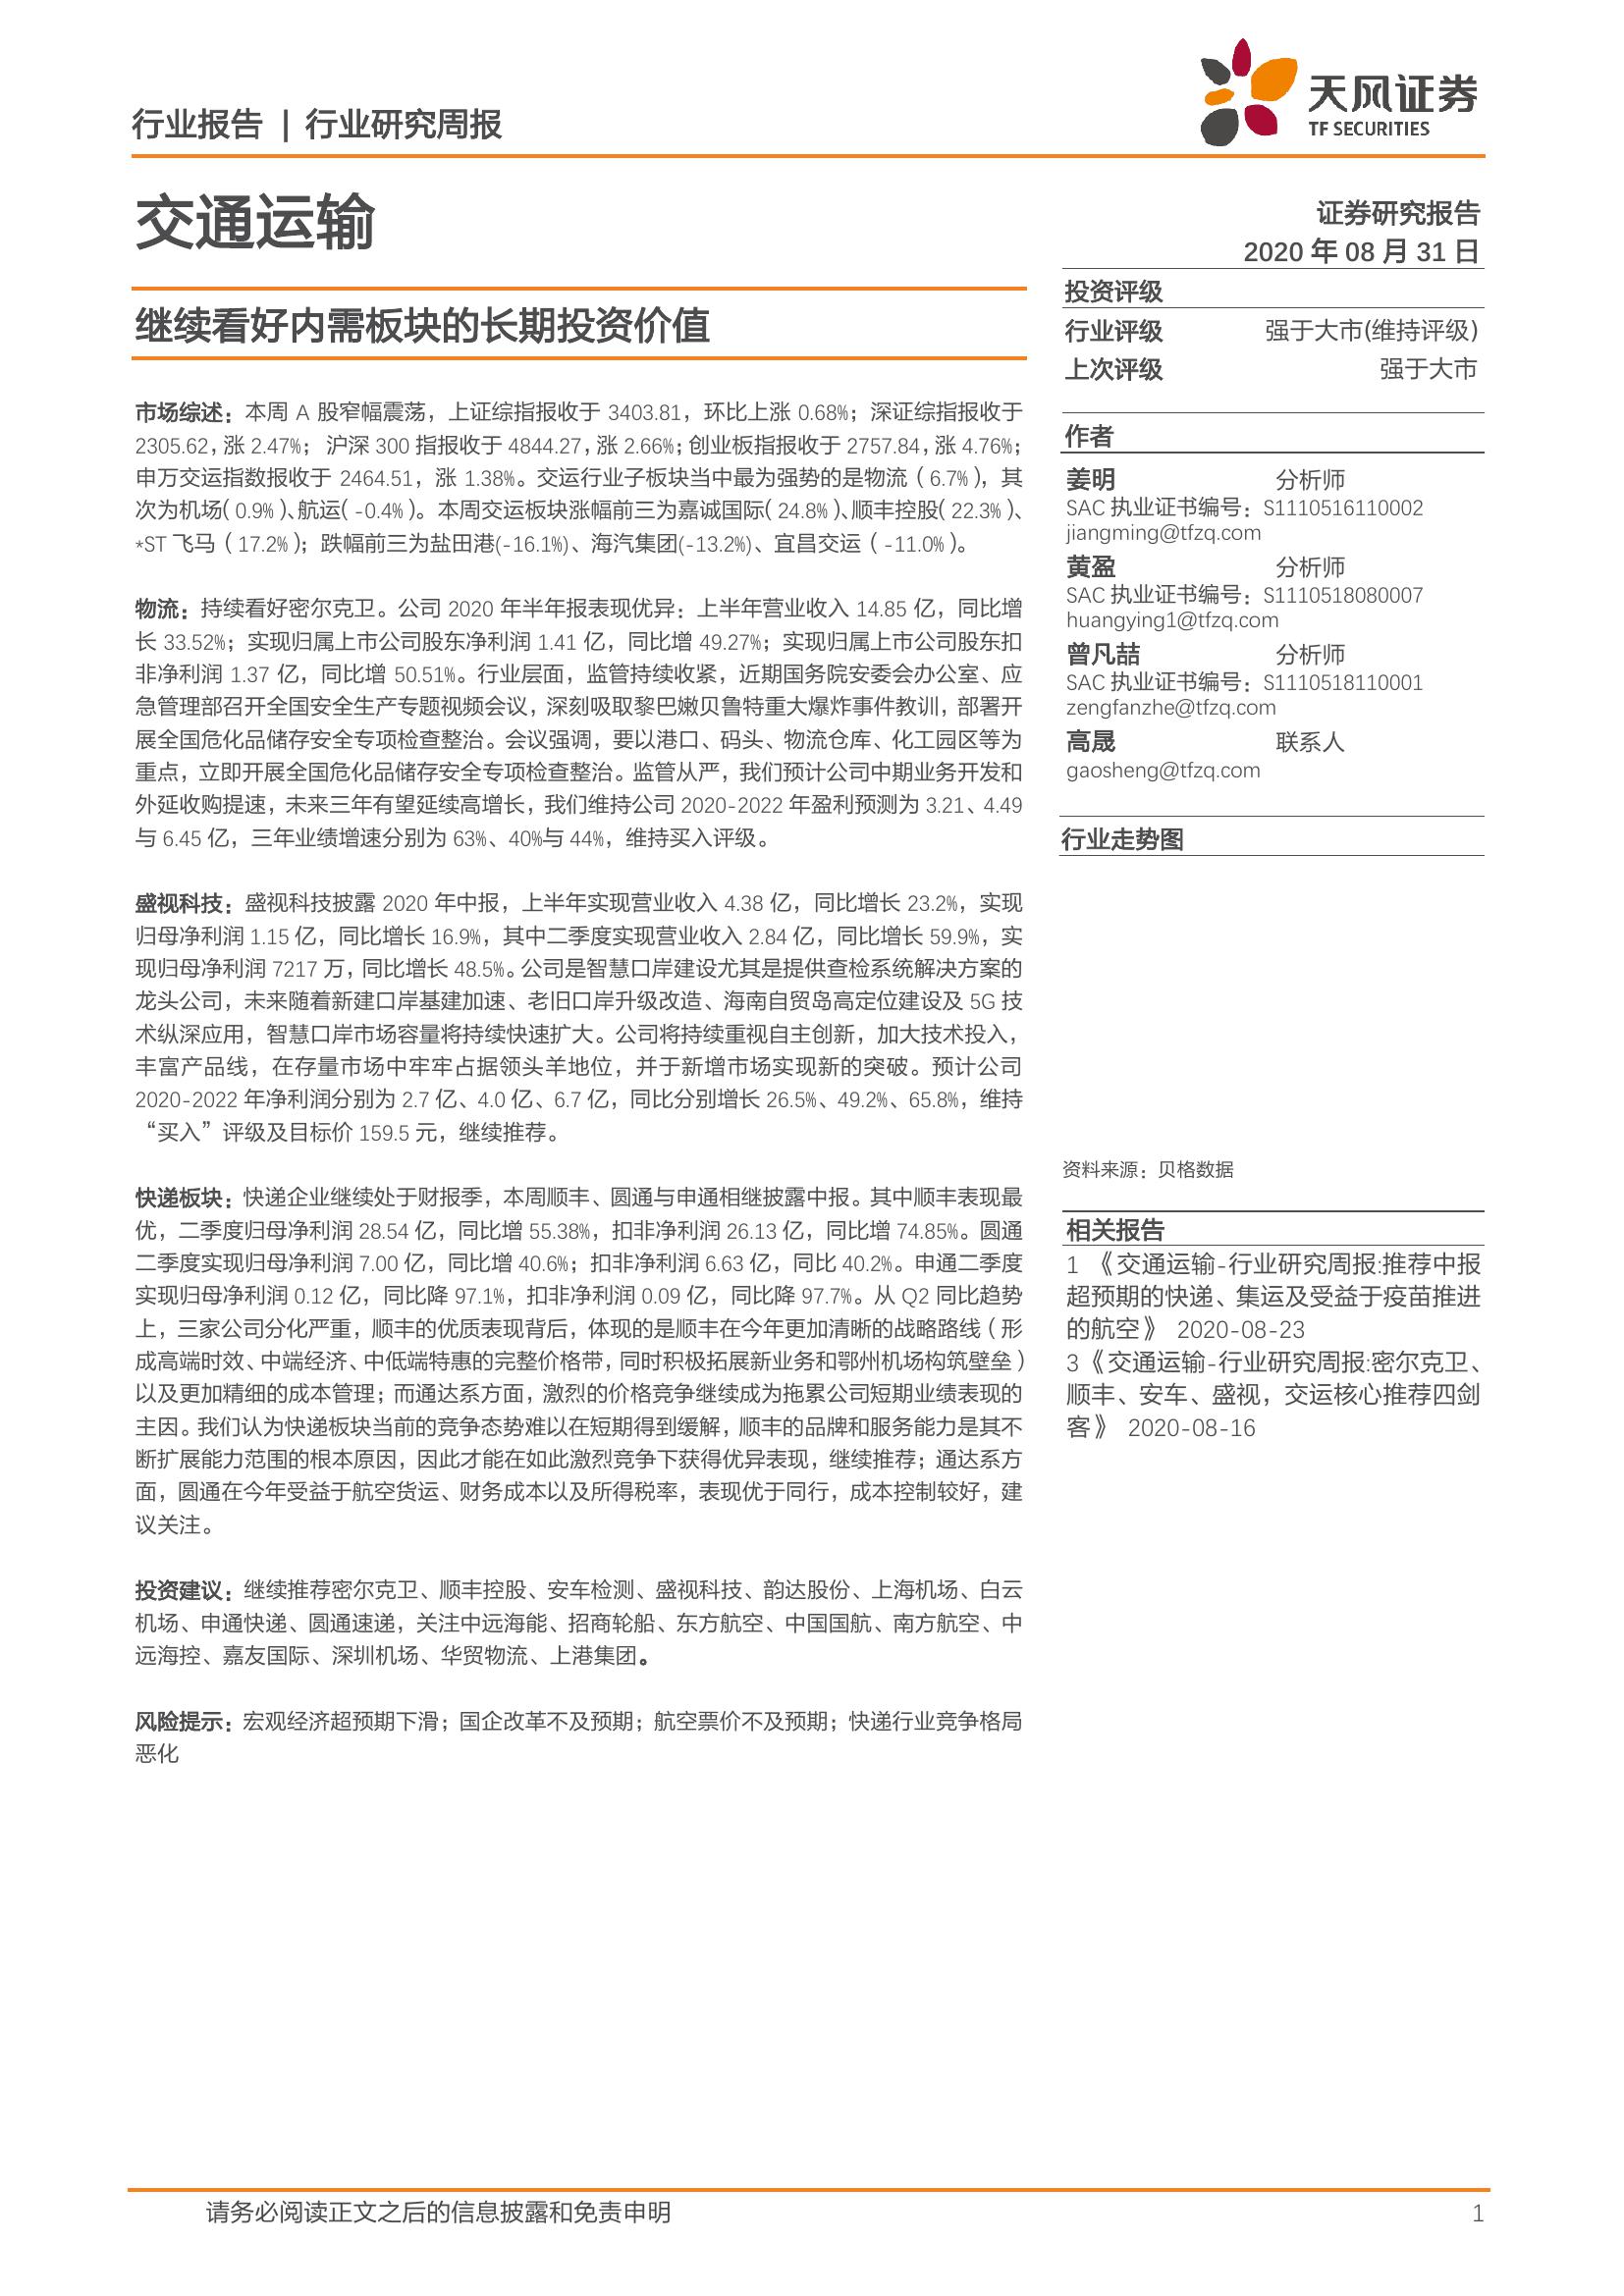 行业报告 | 行业研究周报
天风证券
TF SECURITIES
交通运输
证券研究报告
2020 年 08 月 31 日
继续看好内需板块的长期投资价值
市场综述：本周 A 股窄幅震荡，上证综指报收于 3403.81，环比上涨 0.68%；深证综指报收于
2305.62，涨 2.47%； 沪深 300 指报收于 4844.27，涨 2.66%；创业板指报收于 2757.84，涨 4.76%；
申万交运指数报收于 2464.51，涨 1.38%。交运行业子板块当中最为强势的是物流（6.7%），其
次为机场（0.9%）、航运（-0.4%）。本周交运板块涨幅前三为嘉诚国际（24.8%）、顺丰控股（22.3%）、
*ST 飞马（17.2%）；跌幅前三为盐田港(-16.1%)、海汽集团(-13.2%)、宜昌交运（-11.0%）。
物流：持续看好密尔克卫。公司 2020 年半年报表现优异：上半年营业收入 14.85 亿，同比增
长 33.52%；实现归属上市公司股东净利润 1.41 亿，同比增 49.27%；实现归属上市公司股东扣
非净利润 1.37 亿，同比增 50.51%。行业层面，监管持续收紧，近期国务院安委会办公室、应
急管理部召开全国安全生产专题视频会议，深刻吸取黎巴嫩贝鲁特重大爆炸事件教训，部署开
展全国危化品储存安全专项检查整治。会议强调，要以港口、码头、物流仓库、化工园区等为
重点，立即开展全国危化品储存安全专项检查整治。监管从严，我们预计公司中期业务开发和
外延收购提速，未来三年有望延续高增长，我们维持公司 2020-2022 年盈利预测为 3.21、4.49
与 6.45 亿，三年业绩增速分别为 63%、40%与 44%，维持买入评级。
盛视科技：盛视科技披露 2020 年中报，上半年实现营业收入 4.38 亿，同比增长 23.2%，实现
归母净利润 1.15 亿，同比增长 16.9%，其中二季度实现营业收入 2.84 亿，同比增长 59.9%，实
现归母净利润 7217 万，同比增长 48.5%。公司是智慧口岸建设尤其是提供查检系统解决方案的
龙头公司，未来随着新建口岸基建加速、老旧口岸升级改造、海南自贸岛高定位建设及 5G 技
术纵深应用，智慧口岸市场容量将持续快速扩大。公司将持续重视自主创新，加大技术投入，
丰富产品线，在存量市场中牢牢占据领头羊地位，并于新增市场实现新的突破。预计公司
2020-2022 年净利润分别为 2.7 亿、4.0 亿、6.7 亿，同比分别增长 26.5%、49.2%、65.8%，维持
“买入”评级及目标价 159.5 元，继续推荐。
快递板块：快递企业继续处于财报季，本周顺丰、圆通与申通相继披露中报。其中顺丰表现最
优，二季度归母净利润 28.54 亿，同比增 55.38%，扣非净利润 26.13 亿，同比增 74.85%。圆通
二季度实现归母净利润 7.00 亿，同比增 40.6%；扣非净利润 6.63 亿，同比 40.2%。申通二季度
实现归母净利润 0.12 亿，同比降 97.1%，扣非净利润 0.09 亿，同比降 97.7%。从 Q2 同比趋势
上，三家公司分化严重，顺丰的优质表现背后，体现的是顺丰在今年更加清晰的战略路线（形
成高端时效、中端经济、中低端特惠的完整价格带，同时积极拓展新业务和鄂州机场构筑壁垒）
以及更加精细的成本管理；而通达系方面，激烈的价格竞争继续成为拖累公司短期业绩表现的
主因。我们认为快递板块当前的竞争态势难以在短期得到缓解，顺丰的品牌和服务能力是其不
断扩展能力范围的根本原因，因此才能在如此激烈竞争下获得优异表现，继续推荐；通达系方
面，圆通在今年受益于航空货运、财务成本以及所得税率，表现优于同行，成本控制较好，建
议关注。
投资建议：继续推荐密尔克卫、顺丰控股、安车检测、盛视科技、韵达股份、上海机场、白云
机场、申通快递、圆通速递，关注中远海能、招商轮船、东方航空、中国国航、南方航空、中
远海控、嘉友国际、深圳机场、华贸物流、上港集团。
风险提示：宏观经济超预期下滑；国企改革不及预期；航空票价不及预期；快递行业竞争格局
恶化
投资评级
行业评级 强于大市(维持评级)
上次评级 强于大市
作者
姜明 分析师
SAC 执业证书编号：S1110516110002
jiangming@tfzq.com
黄盈 分析师
SAC 执业证书编号：S1110518080007
huangying1@tfzq.com
曾凡喆 分析师
SAC 执业证书编号：S1110518110001
zengfanzhe@tfzq.com
高晟 联系人
gaosheng@tfzq.com
行业走势图
资料来源：贝格数据
相关报告
1 《交通运输-行业研究周报:推荐中报
超预期的快递、集运及受益于疫苗推进
的航空》 2020-08-23
3《交通运输-行业研究周报:密尔克卫、
顺丰、安车、盛视，交运核心推荐四剑
客》 2020-08-16
请务必阅读正文之后的信息披露和免责申明 1